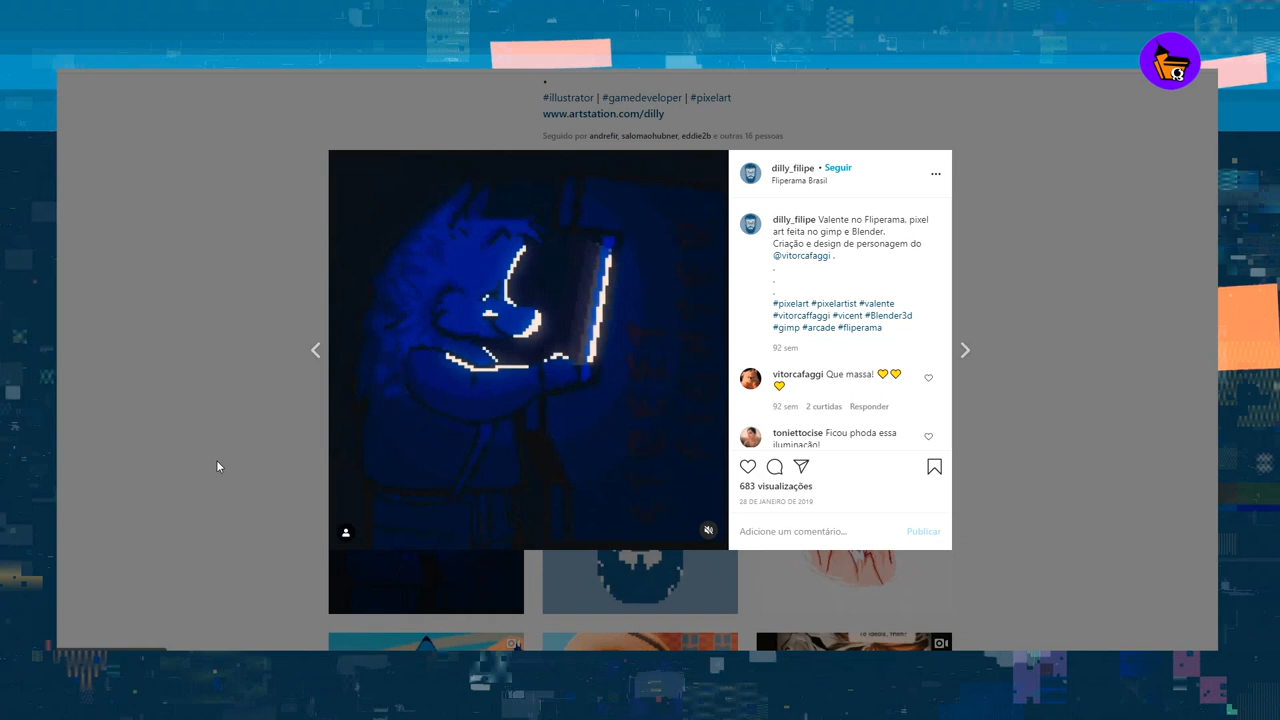 #illustrator | #gamedeveloper | #pixelart
www.artstation.com/dilly
Seguido por andrefir, salomaohubner, eddie2b e outras 16 pessoas
dilly_filipe • Seguir
Fliperama Brasil
dilly_filipe Valente no Fliperama, pixel
art feita no gimp e Blender.
Criação e design de personagem do
@vitorcafaggi .
.
.
.
#pixelart #pixelartist #valente
#vitorcaffaggi #vicent #Blender3d
#gimp #arcade #fliperama
92 sem
vitorcafaggi Que massa! 💛💛
💛
92 sem 2 curtidas Responder
toniettocise Ficou phoda essa
iluminação!
683 visualizações
28 DE JANEIRO DE 2019
Adicione um comentário... Publicar